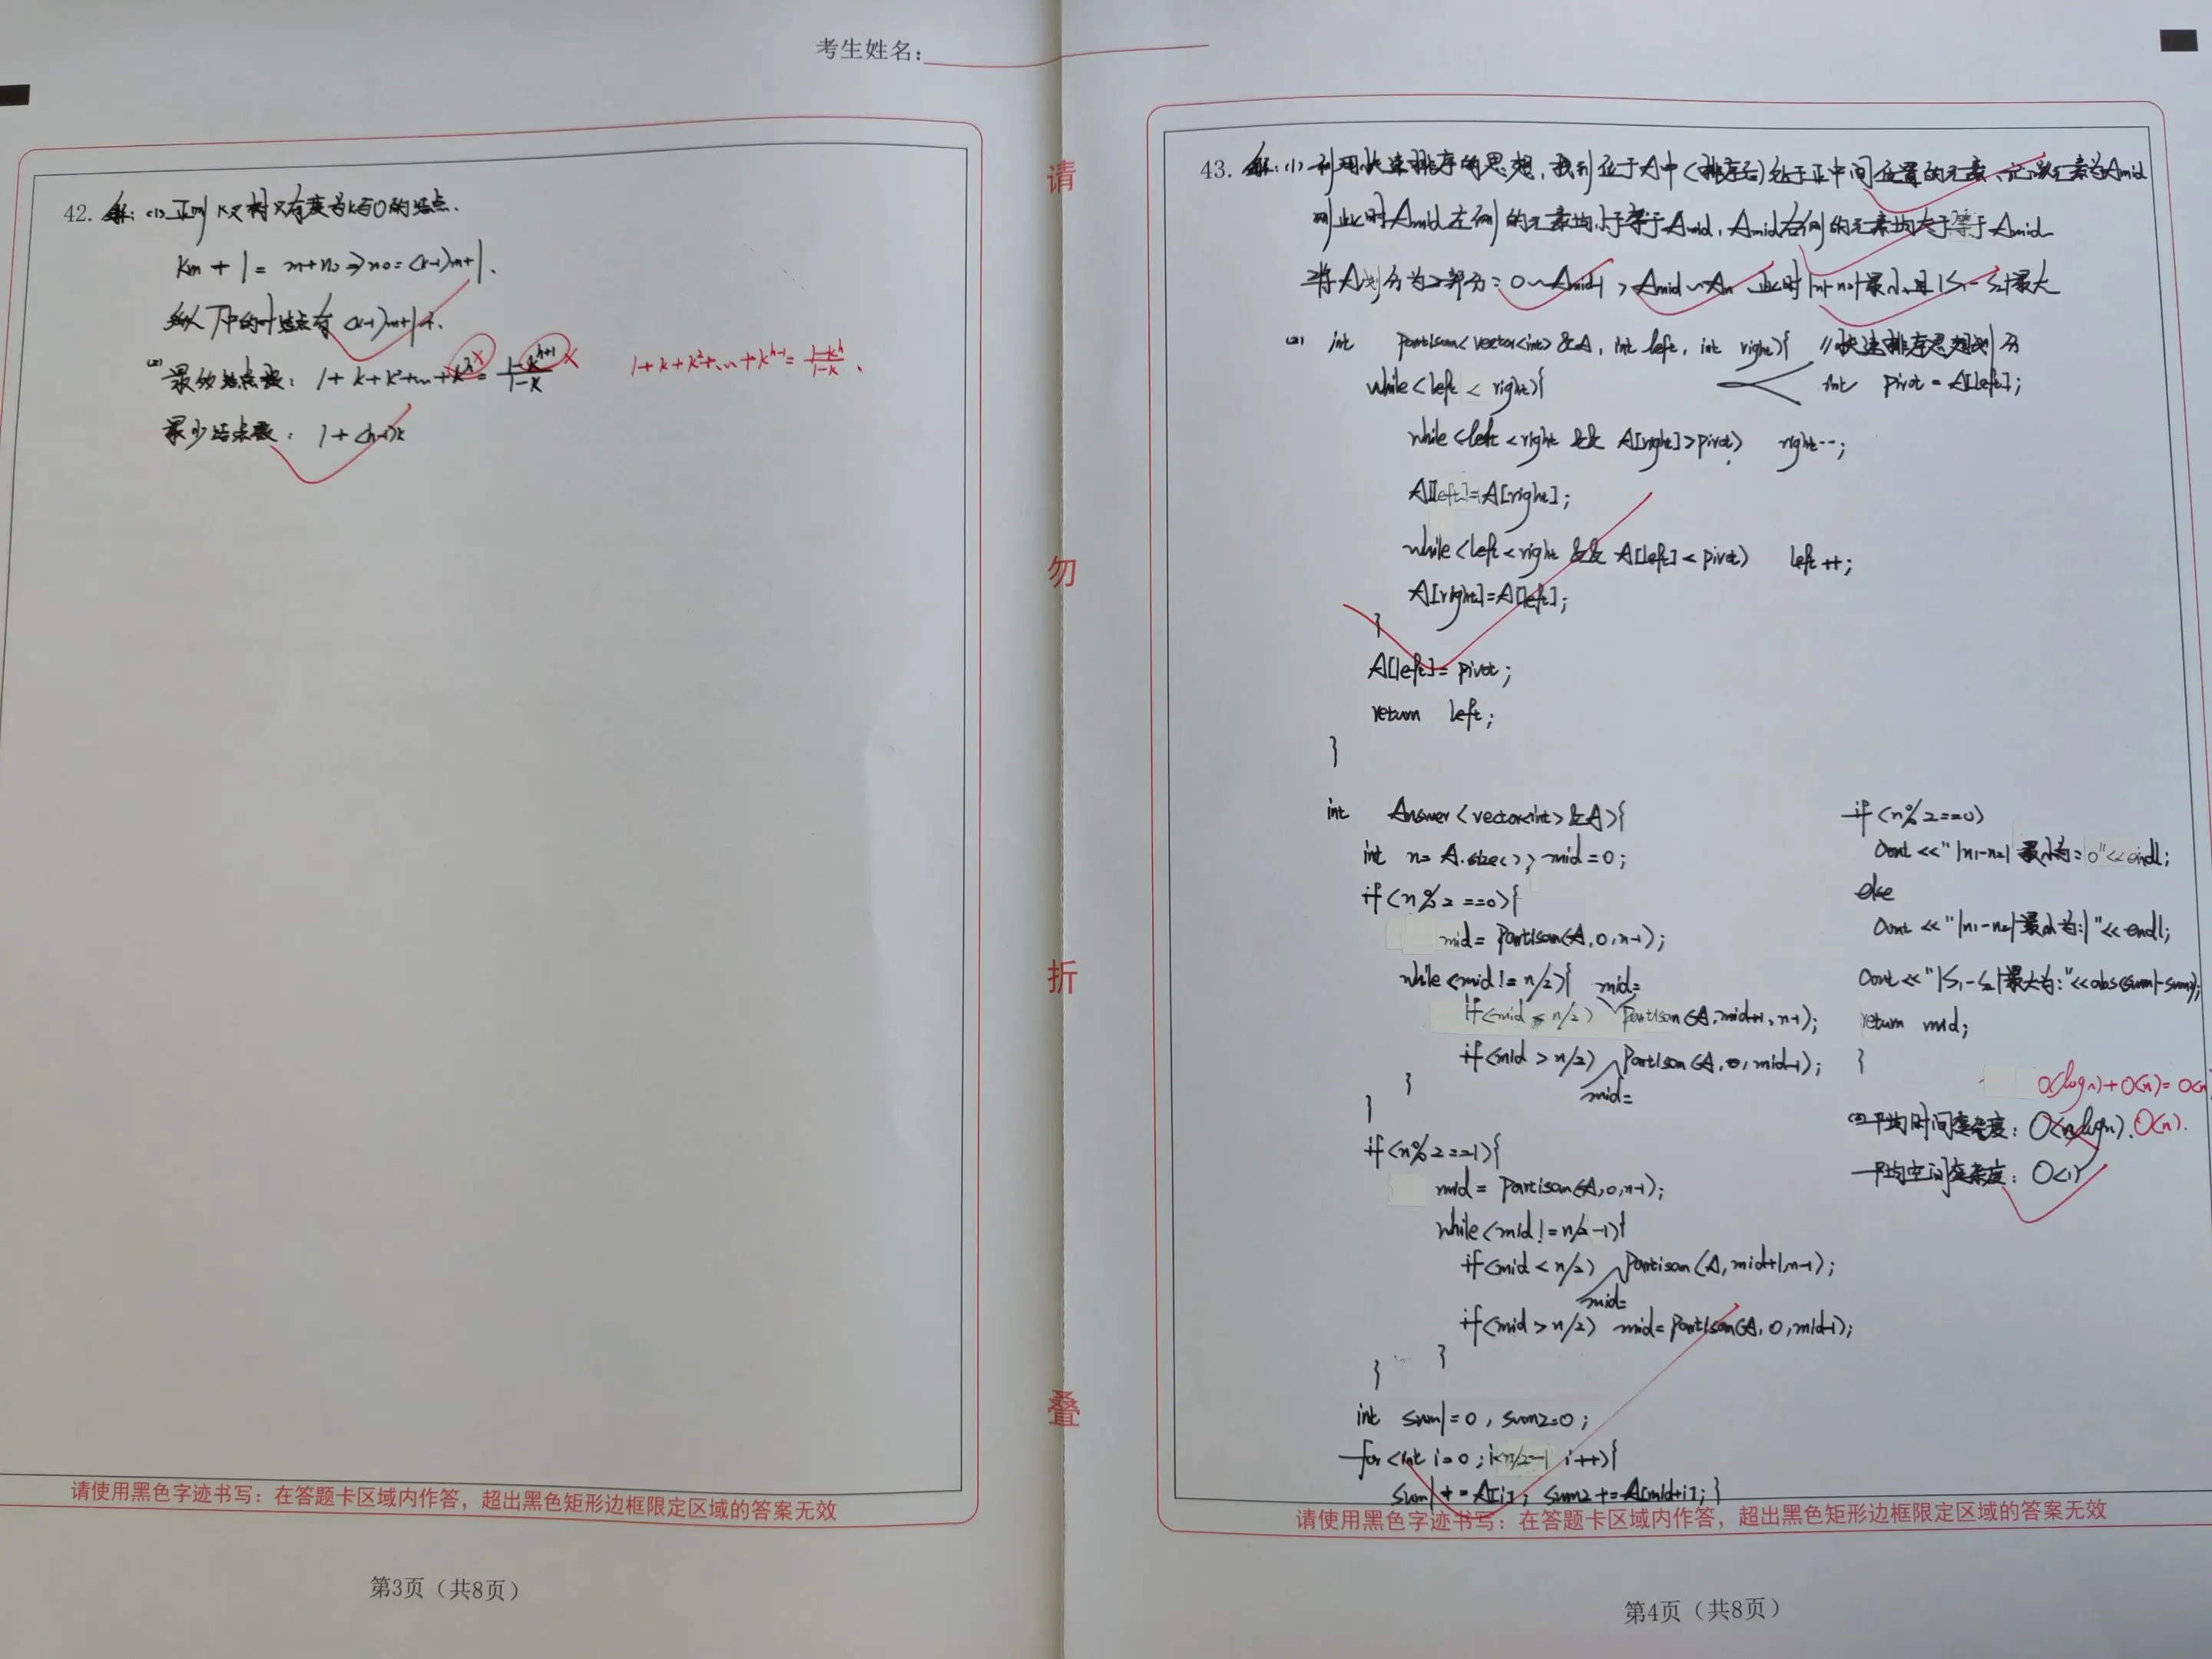 考生姓名：
42. 解：(1) 正则k叉树只有度为k与0的结点.
km + 1 = m+n₀ ⇒ n₀ = (k-1)m+1.
故T中的叶结点有 (k-1)m+1个.
(2) 最多结点数： 1 + k + k² + … + k^h = (1-k^(h+1))/(1-k) × 1+k+k²+…+k^(h-1) = (1-k^h)/(1-k) .
最少结点数： 1 + (h-1)k
请使用黑色字迹书写：在答题卡区域内作答，超出黑色矩形边框限定区域的答案无效
第3页（共8页）
请
勿
折
叠
43. 解：(1) 利用快速排序的思想，找到位于A中(排序后)处于正中间位置的元素，记该元素为Amid
则此时Amid左侧的元素均小于等于Amid，Amid右侧的元素均大于等于Amid
将A划分为2部分：0~Amid-1，Amid~An 此时|n₁-n₂|最小且|S₁-S₂|最大
(2) int partison(vector<int> &A, int left, int right){ //快速排序思想划分
int pivot = A[left];
while(left < right){
while(left < right && A[right]>pivot) right--;
A[left]=A[right];
while(left < right && A[left] < pivot) left++;
A[right]=A[left];
}
A[left]= pivot;
return left;
}
int Answer(vector<int> &A){
int n= A.size(), mid =0;
if(n%2==0){
mid= partison(A,0,n-1);
while(mid != n/2){
if(mid < n/2) mid= partison(A,mid+1,n-1);
if(mid > n/2) mid= partison(A,0,mid-1);
}
}
if(n%2==1){
mid= partison(A,0,n-1);
while(mid != n/2-1){
if(mid < n/2) mid= partison(A,mid+1,n-1);
if(mid > n/2) mid=partison(A,0,mid-1);
}
}
int sum1=0, sum2=0;
for(int i=0; i<n/2-1 i++){
sum1 += A[i]; sum2 += A[mid+i]; }
if(n%2==0)
cout <<"|n₁-n₂|最小为:0"<<endl;
else
cout <<"|n₁-n₂|最小为:1"<<endl;
cout <<"|S₁-S₂|最大为:"<<abs(sum1-sum2);
return mid;
}
O(logn)+O(n)=O(n
(3) 平均时间复杂度：O(nlogn). O(n).
平均空间复杂度：O(1)
请使用黑色字迹书写：在答题卡区域内作答，超出黑色矩形边框限定区域的答案无效
第4页（共8页）